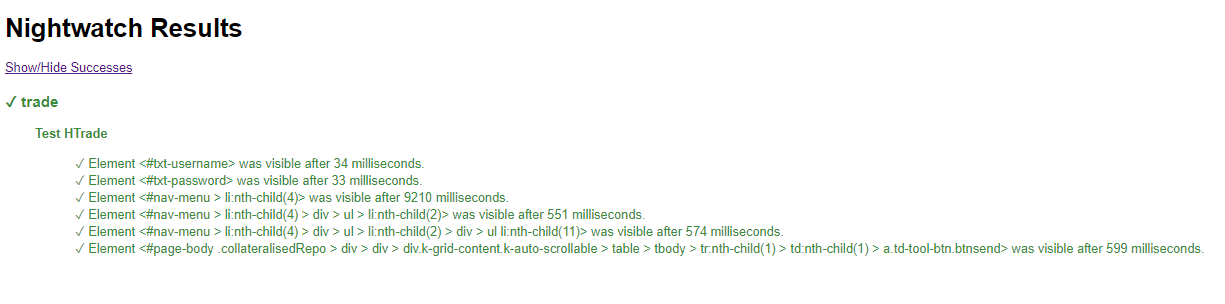 Nightwatch Results
Show/Hide Successes
✓ trade
Test HTrade
✓ Element <#txt-username> was visible after 34 milliseconds.
✓ Element <#txt-password> was visible after 33 milliseconds.
✓ Element <#nav-menu > li:nth-child(4)> was visible after 9210 milliseconds.
✓ Element <#nav-menu > li:nth-child(4) > div > ul > li:nth-child(2)> was visible after 551 milliseconds.
✓ Element <#nav-menu > li:nth-child(4) > div > ul > li:nth-child(2) > div > ul li:nth-child(11)> was visible after 574 milliseconds.
✓ Element <#page-body .collateralisedRepo > div > div > div.k-grid-content.k-auto-scrollable > table > tbody > tr:nth-child(1) > td:nth-child(1) > a.td-tool-btn.btnsend> was visible after 599 milliseconds.